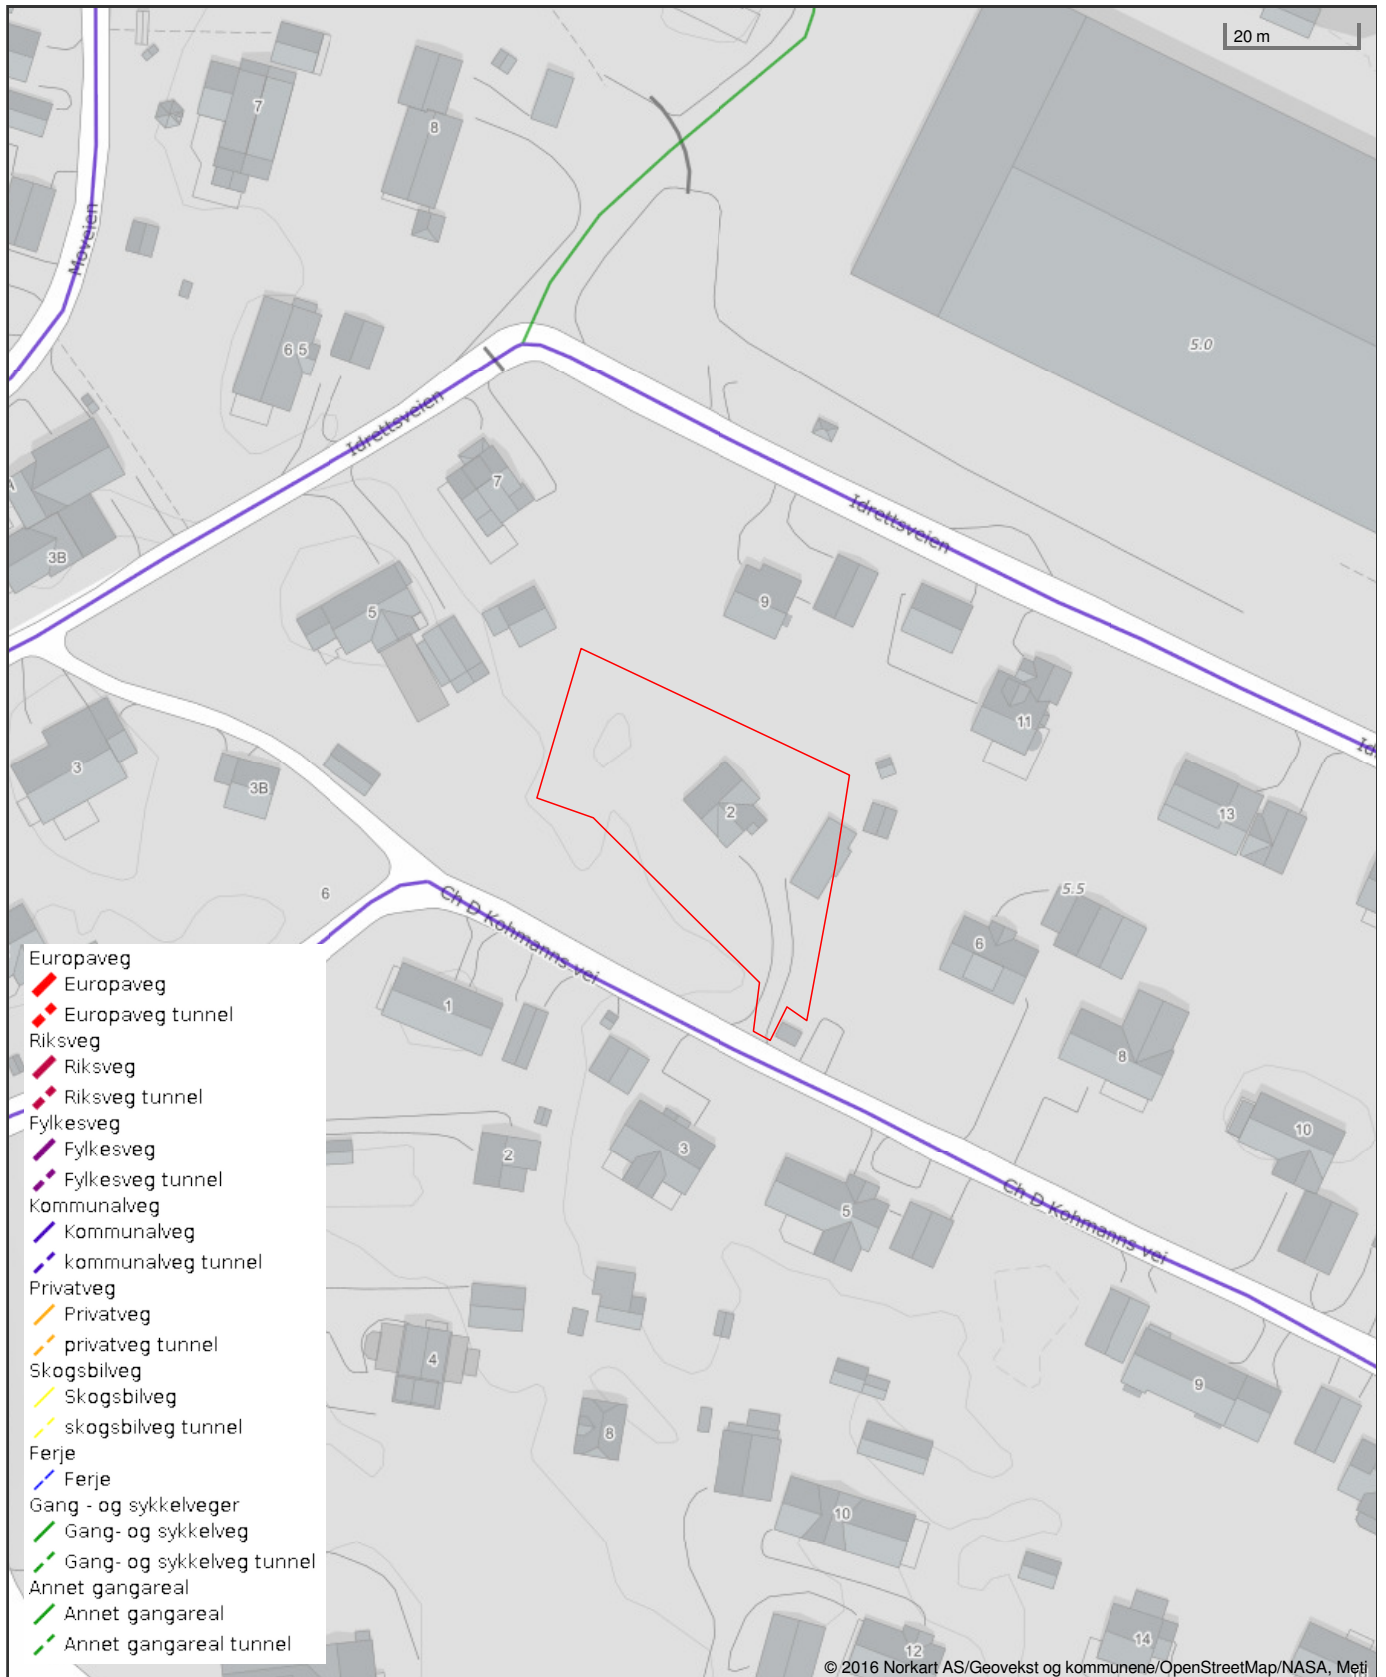 20 m
7
8
Moveien
6 5
5.0
Idrettsveien
7
Idrettsveien
3B
9
5
11
Id
3
3B
2
13
5.5
6
Ch D Kohmanns vei
6
1
8
10
2
3
5
Ch D Kohmanns vei
4
9
8
10
12
14
Europaveg
Europaveg
Europaveg tunnel
Riksveg
Riksveg
Riksveg tunnel
Fylkesveg
Fylkesveg
Fylkesveg tunnel
Kommunalveg
Kommunalveg
kommunalveg tunnel
Privatveg
Privatveg
privatveg tunnel
Skogsbilveg
Skogsbilveg
skogsbilveg tunnel
Ferje
Ferje
Gang - og sykkelveger
Gang- og sykkelveg
Gang- og sykkelveg tunnel
Annet gangareal
Annet gangareal
Annet gangareal tunnel
© 2016 Norkart AS/Geovekst og kommunene/OpenStreetMap/NASA, Meti